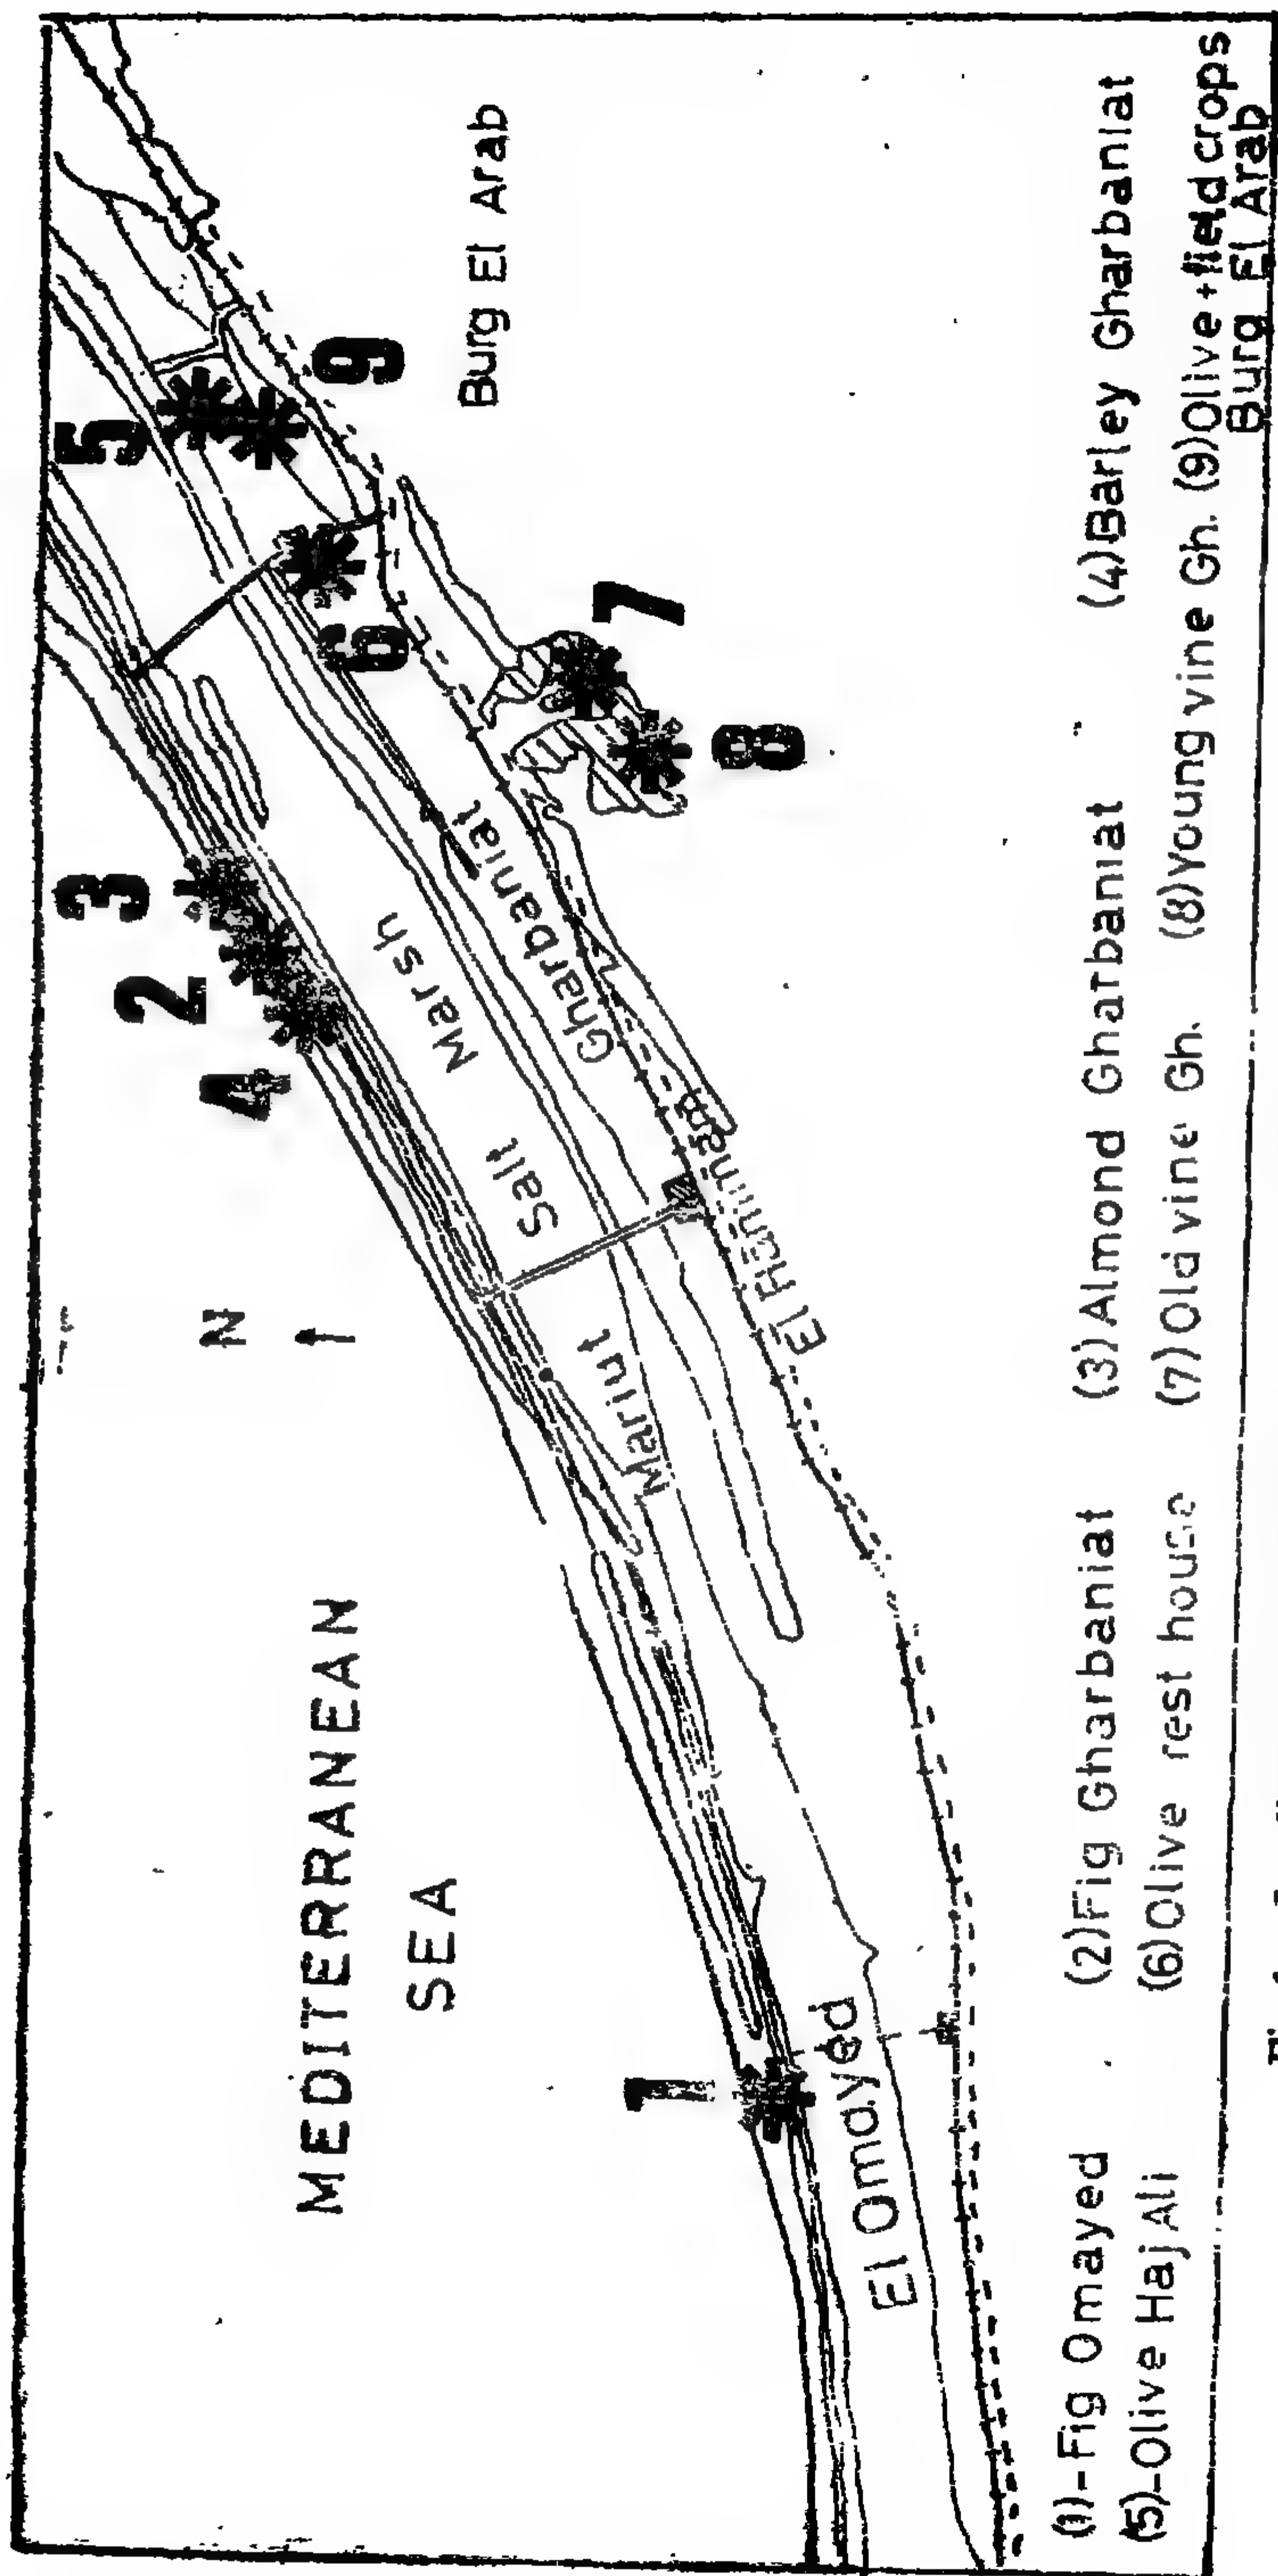 MEDITERRANEAN
SEA
N
1
2
3
4
5
6
7
8
9
El Omayed
Mariut
Salt Marsh
Gharbaniat
El Hammam
Burg El Arab
(1)-Fig Omayed (2)Fig Gharbaniat (3)Almond Gharbaniat (4)Barley Gharbaniat
(5)-Olive Haj Ali (6)Olive rest house (7)Old vine Gh. (8)Young vine Gh. (9)Olive+field crops
Burg El Arab